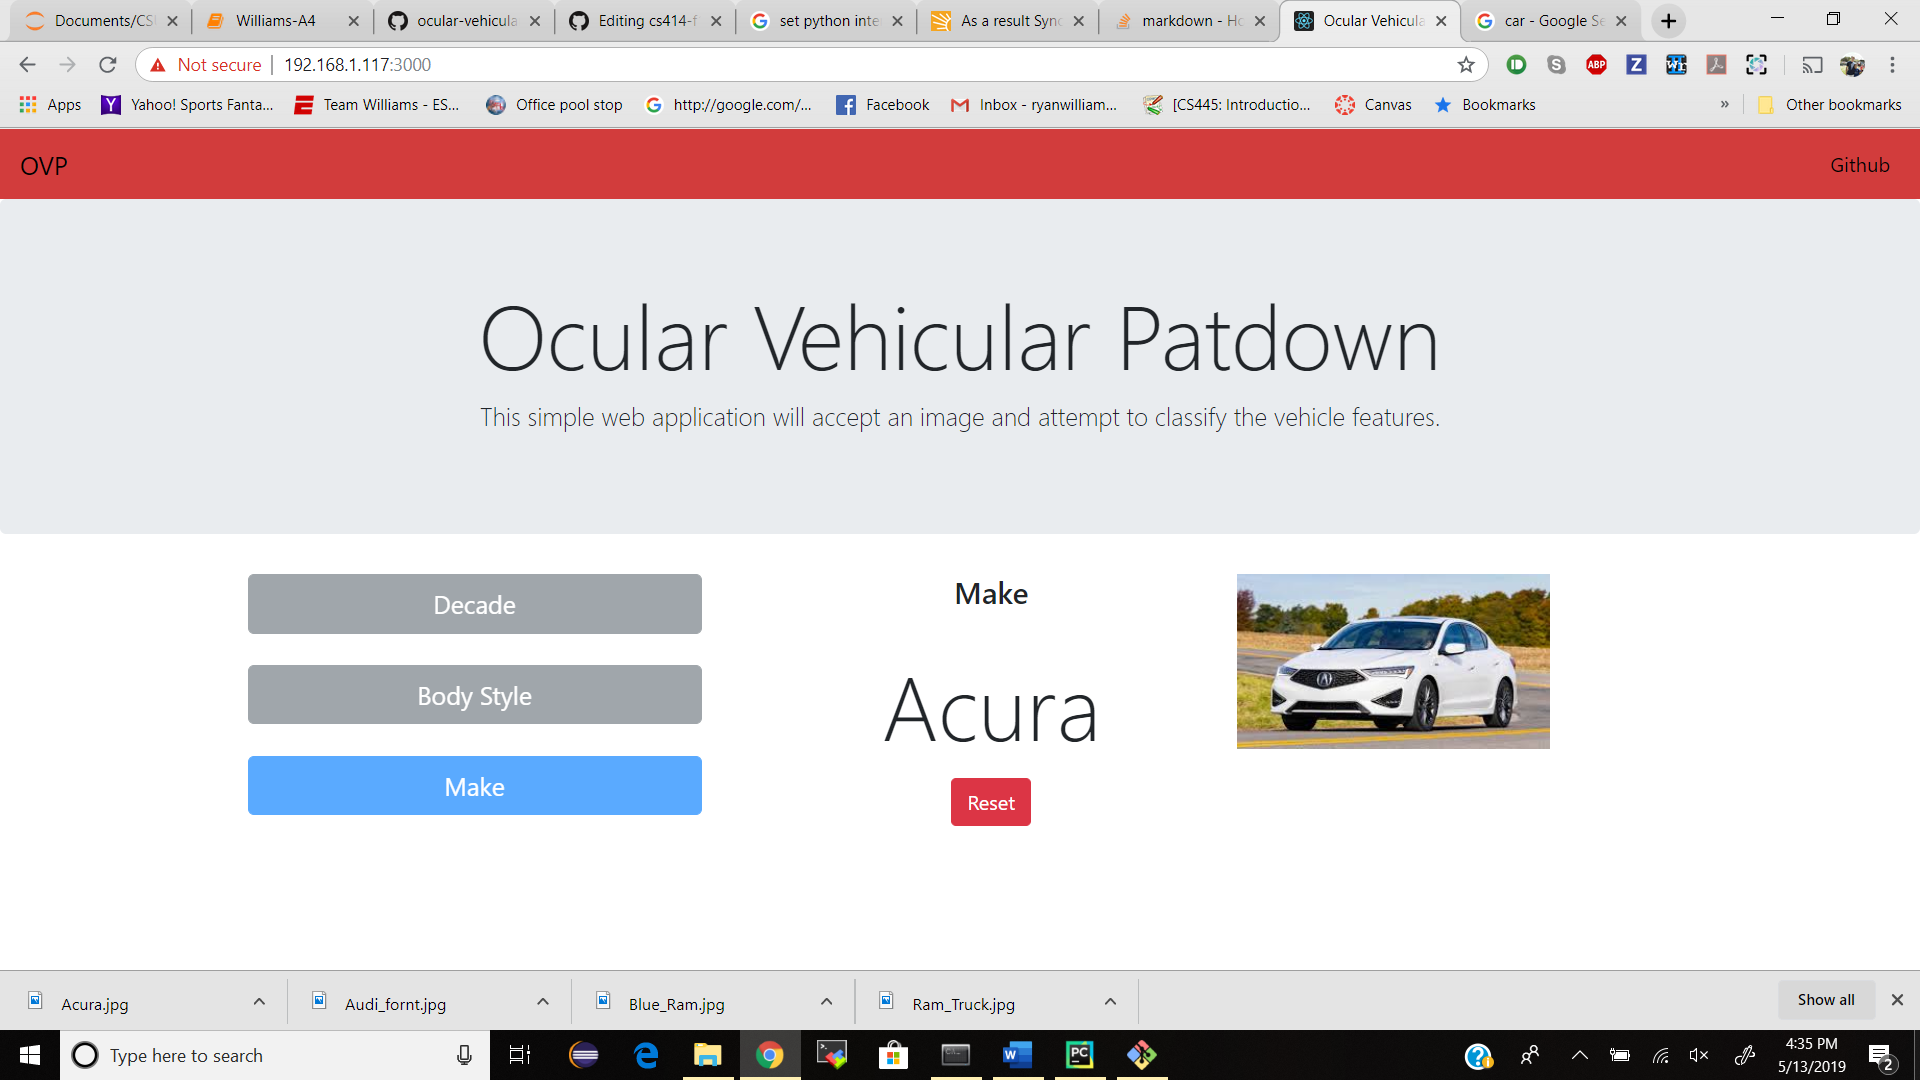 Documents/CS
Williams-A4
ocular-vehicula
Editing cs414-f
set python inte
As a result Sync
markdown - Ho
Ocular Vehicula
car - Google Se
Not secure
192.168.1.117:3000
Apps
Yahoo! Sports Fanta...
Team Williams - ES...
Office pool stop
http://google.com/...
Facebook
Inbox - ryanwilliam...
[CS445: Introductio...
Canvas
Bookmarks
»
Other bookmarks
OVP
Github
Ocular Vehicular Patdown
This simple web application will accept an image and attempt to classify the vehicle features.
Decade
Body Style
Make
Make
Acura
Reset
Acura.jpg
Audi_fornt.jpg
Blue_Ram.jpg
Ram_Truck.jpg
Show all
Type here to search
4:35 PM
5/13/2019
2